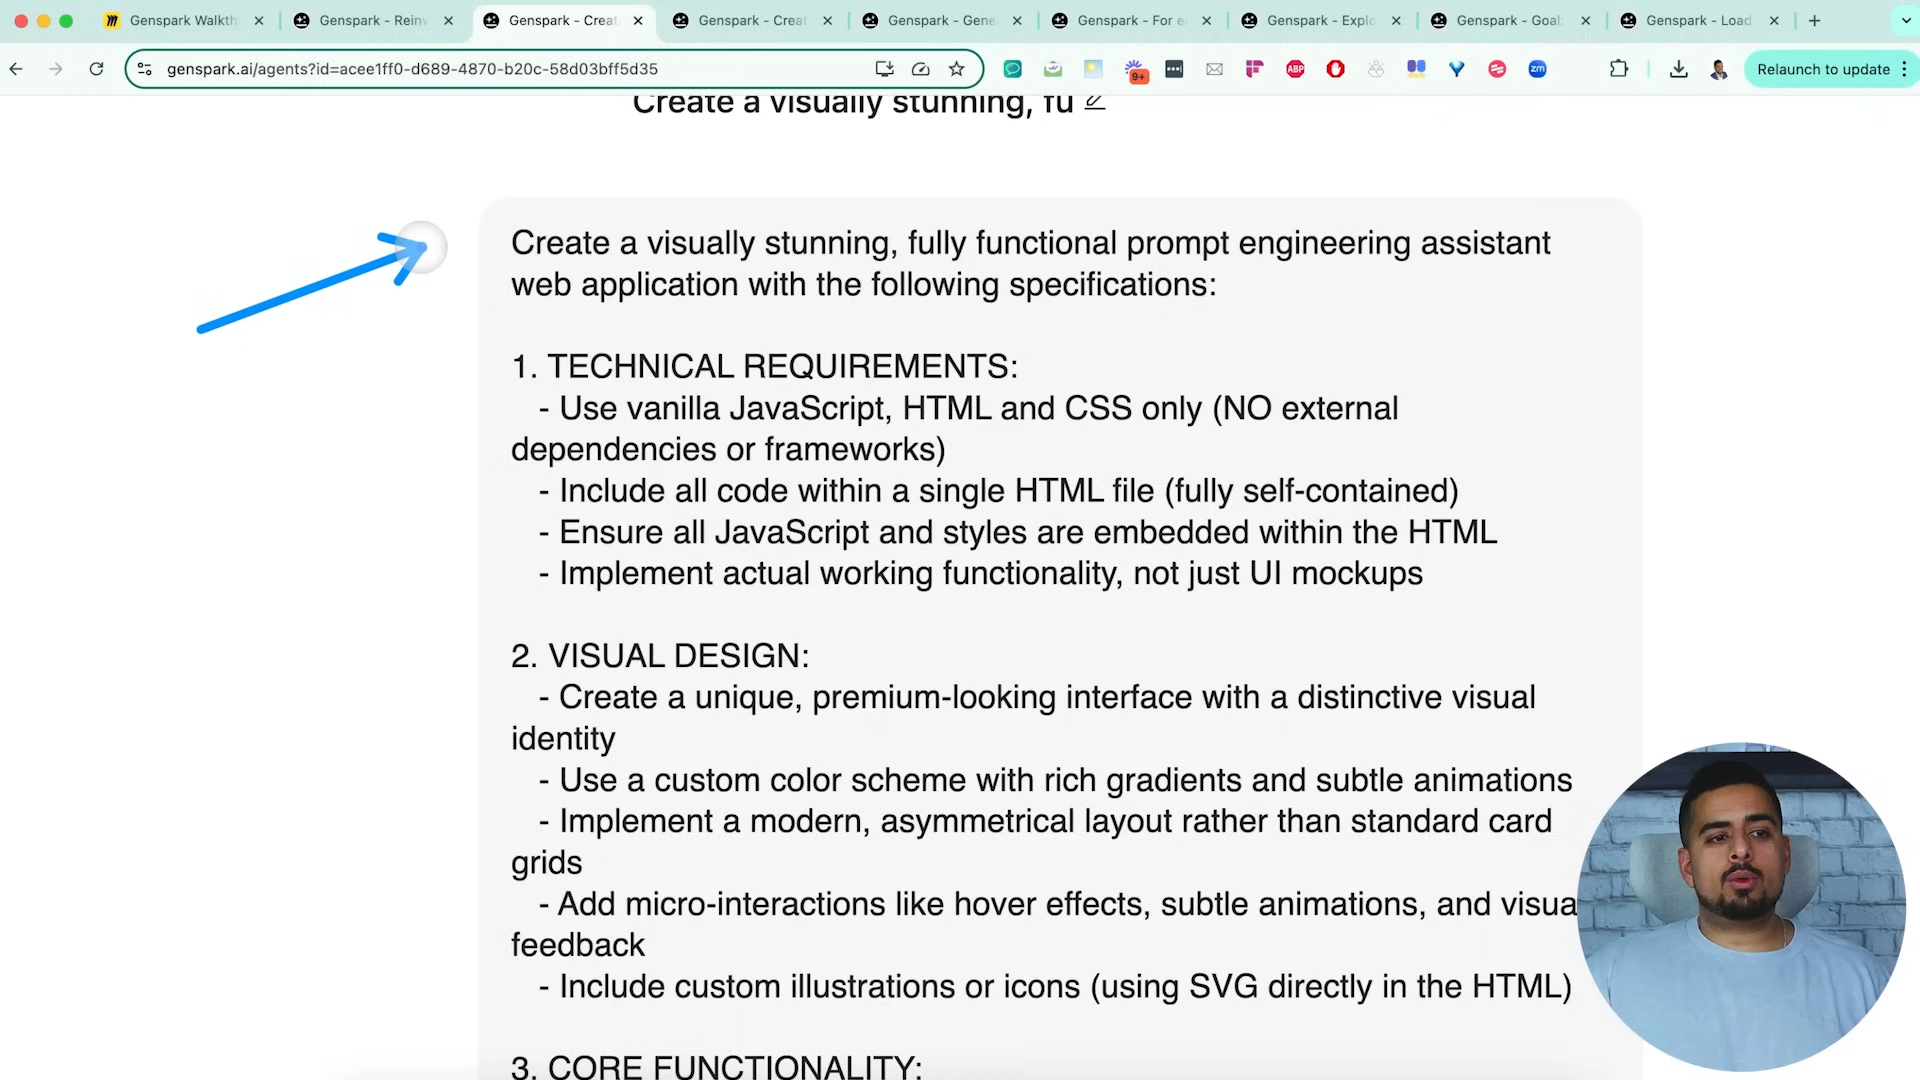 Genspark Walkth
Genspark - Reinv
Genspark - Creat
Genspark - Creat
Genspark - Gene
Genspark - For e
Genspark - Explo
Genspark - Goal:
Genspark - Load
genspark.ai/agents?id=acee1ff0-d689-4870-b20c-58d03bff5d35
9+
ABP
zm
Relaunch to update
Create a visually stunning, fu
Create a visually stunning, fully functional prompt engineering assistant
web application with the following specifications:
1. TECHNICAL REQUIREMENTS:
- Use vanilla JavaScript, HTML and CSS only (NO external
dependencies or frameworks)
- Include all code within a single HTML file (fully self-contained)
- Ensure all JavaScript and styles are embedded within the HTML
- Implement actual working functionality, not just UI mockups
2. VISUAL DESIGN:
- Create a unique, premium-looking interface with a distinctive visual
identity
- Use a custom color scheme with rich gradients and subtle animations
- Implement a modern, asymmetrical layout rather than standard card
grids
- Add micro-interactions like hover effects, subtle animations, and visua
feedback
- Include custom illustrations or icons (using SVG directly in the HTML)
3. CORE FUNCTIONALITY: